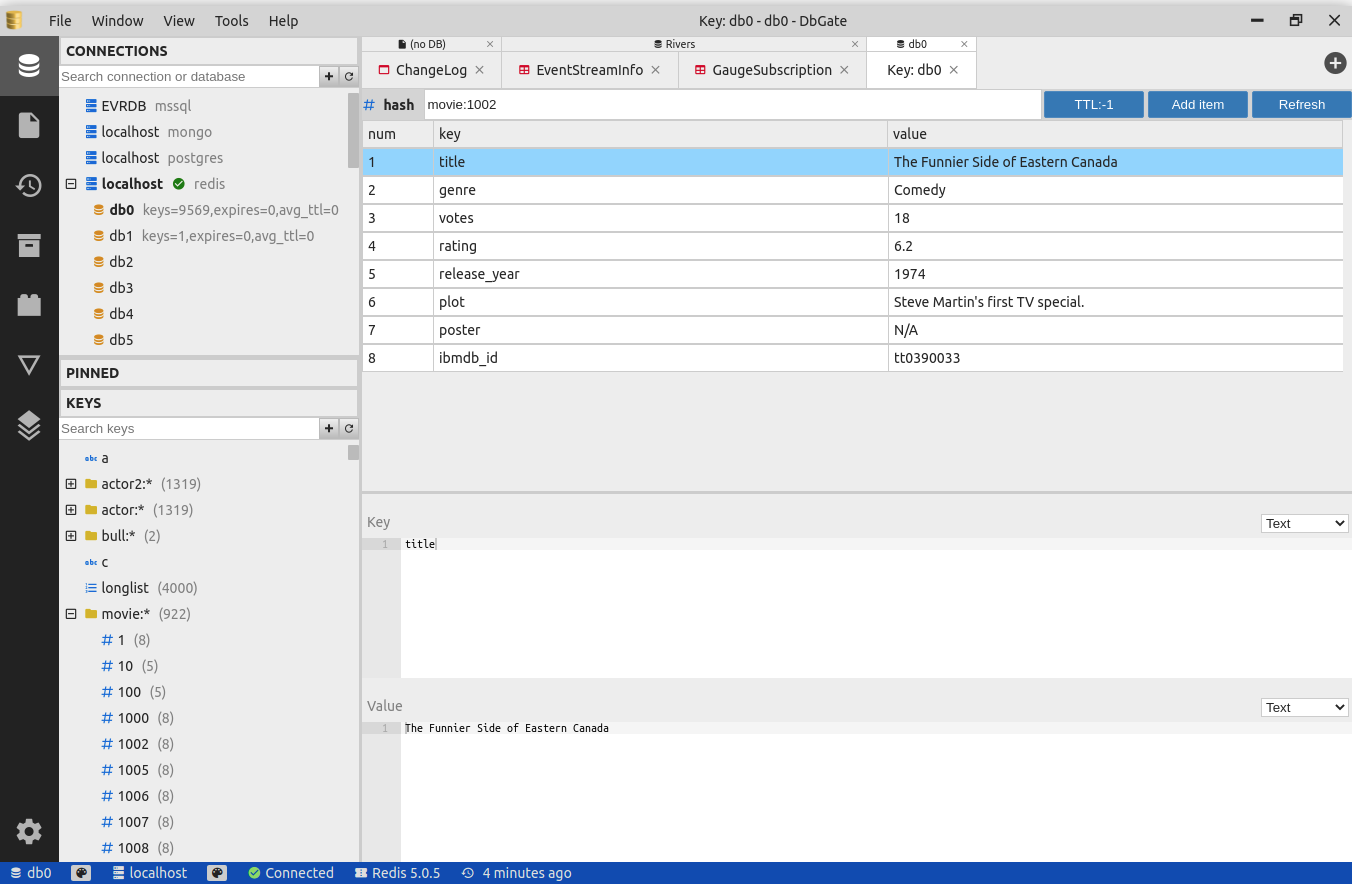 File Window View Tools Help Key: db0 - db0 - DbGate
CONNECTIONS
Search connection or database
EVRDB mssql
localhost mongo
localhost postgres
localhost redis
db0 keys=9569,expires=0,avg_ttl=0
db1 keys=1,expires=0,avg_ttl=0
db2
db3
db4
db5
PINNED
KEYS
Search keys
abc a
actor2:* (1319)
actor:* (1319)
bull:* (2)
abc c
longlist (4000)
movie:* (922)
# 1 (8)
# 10 (5)
# 100 (5)
# 1000 (8)
# 1002 (8)
# 1005 (8)
# 1006 (8)
# 1007 (8)
# 1008 (8)
(no DB) Rivers db0
ChangeLog EventStreamInfo GaugeSubscription Key: db0
# hash movie:1002 TTL:-1 Add item Refresh
num key value
1 title The Funnier Side of Eastern Canada
2 genre Comedy
3 votes 18
4 rating 6.2
5 release_year 1974
6 plot Steve Martin's first TV special.
7 poster N/A
8 ibmdb_id tt0390033
Key Text
1 title
Value Text
1 The Funnier Side of Eastern Canada
db0 localhost Connected Redis 5.0.5 4 minutes ago